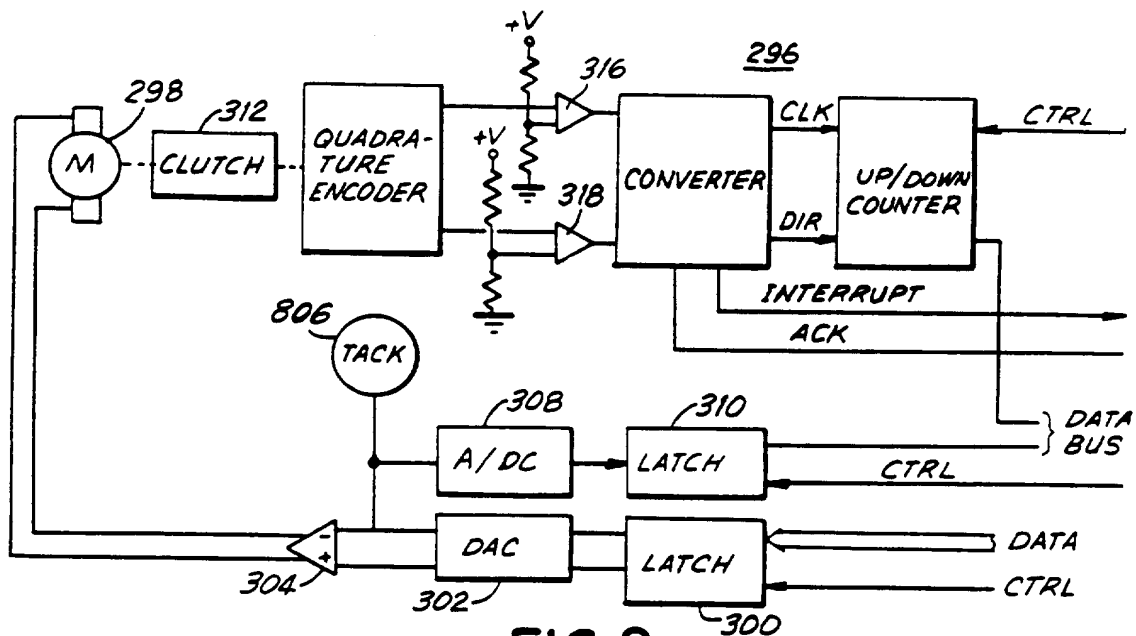 +V
316
296
298
312
CLK
CTRL
M
CLUTCH
QUADRA-
TURE
ENCODER
+V
318
CONVERTER
UP/DOWN
COUNTER
DIR
INTERRUPT
ACK
806
TACK
308
310
A/DC
LATCH
DATA
BUS
CTRL
-
+
304
DAC
302
LATCH
300
DATA
CTRL